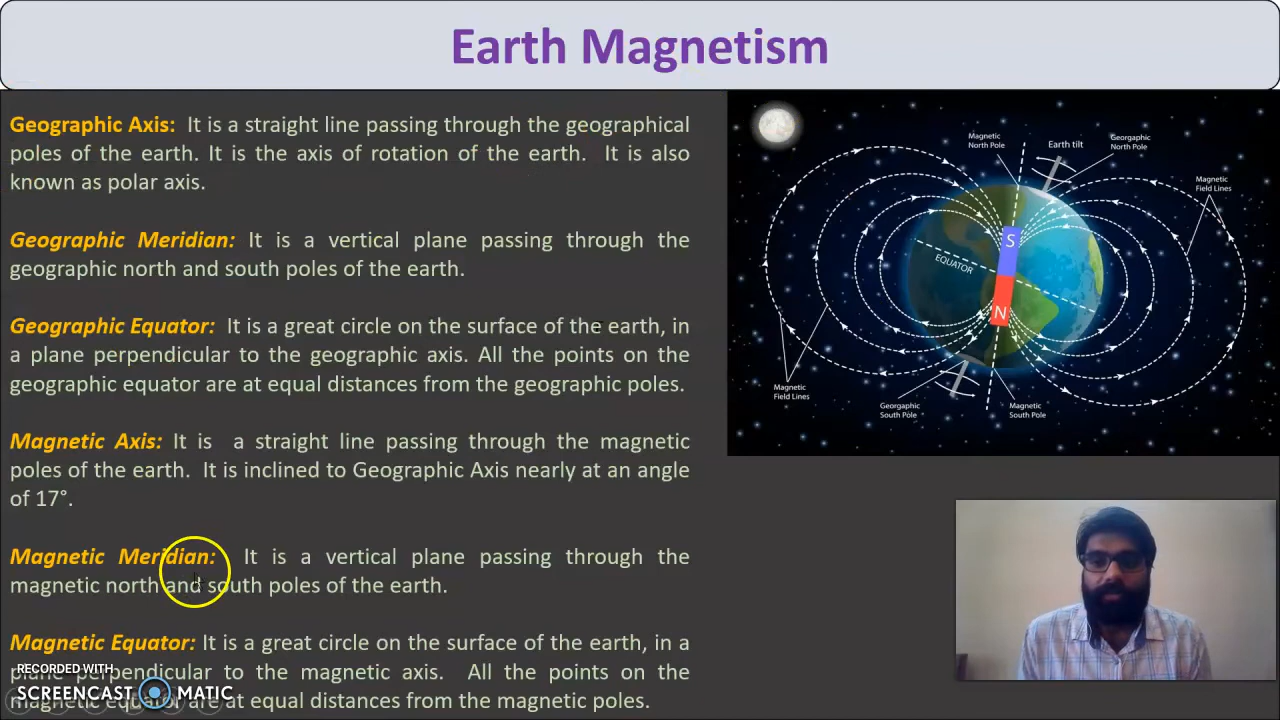 Earth Magnetism
Geographic Axis: It is a straight line passing through the geographical
poles of the earth. It is the axis of rotation of the earth. It is also
known as polar axis.
Geographic Meridian: It is a vertical plane passing through the
geographic north and south poles of the earth.
Geographic Equator: It is a great circle on the surface of the earth, in
a plane perpendicular to the geographic axis. All the points on the
geographic equator are at equal distances from the geographic poles.
Magnetic Axis: It is a straight line passing through the magnetic
poles of the earth. It is inclined to Geographic Axis nearly at an angle
of 17°.
Magnetic Meridian: It is a vertical plane passing through the
magnetic north and south poles of the earth.
Magnetic Equator: It is a great circle on the surface of the earth, in a
plane perpendicular to the magnetic axis. All the points on the
magnetic equator are at equal distances from the magnetic poles.
RECORDED WITH
SCREENCAST MATIC
Magnetic
North Pole
Earth tilt
Georgaphic
North Pole
Magnetic
Field Lines
S
EQUATOR
N
Magnetic
Field Lines
Georgaphic
South Pole
Magnetic
South Pole